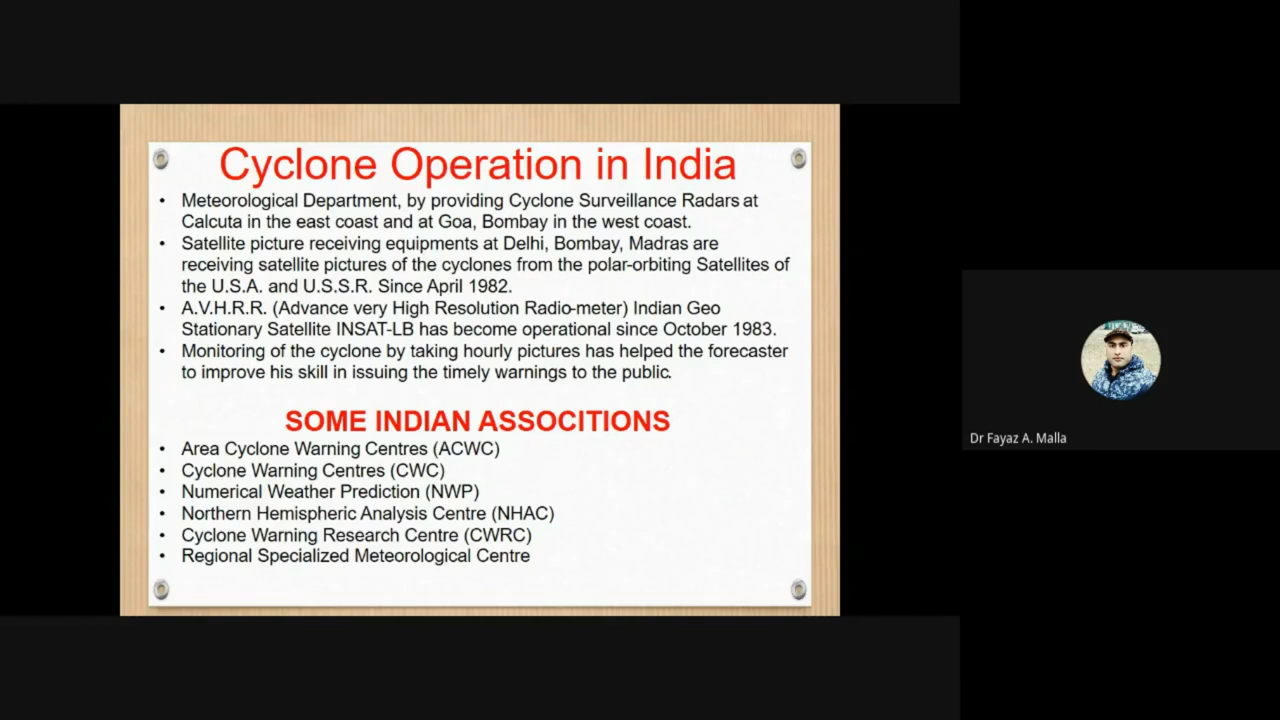 Cyclone Operation in India
• Meteorological Department, by providing Cyclone Surveillance Radars at
Calcuta in the east coast and at Goa, Bombay in the west coast.
• Satellite picture receiving equipments at Delhi, Bombay, Madras are
receiving satellite pictures of the cyclones from the polar-orbiting Satellites of
the U.S.A. and U.S.S.R. Since April 1982.
• A.V.H.R.R. (Advance very High Resolution Radio-meter) Indian Geo
Stationary Satellite INSAT-LB has become operational since October 1983.
• Monitoring of the cyclone by taking hourly pictures has helped the forecaster
to improve his skill in issuing the timely warnings to the public.
SOME INDIAN ASSOCITIONS
• Area Cyclone Warning Centres (ACWC)
• Cyclone Warning Centres (CWC)
• Numerical Weather Prediction (NWP)
• Northern Hemispheric Analysis Centre (NHAC)
• Cyclone Warning Research Centre (CWRC)
• Regional Specialized Meteorological Centre
Dr Fayaz A. Malla